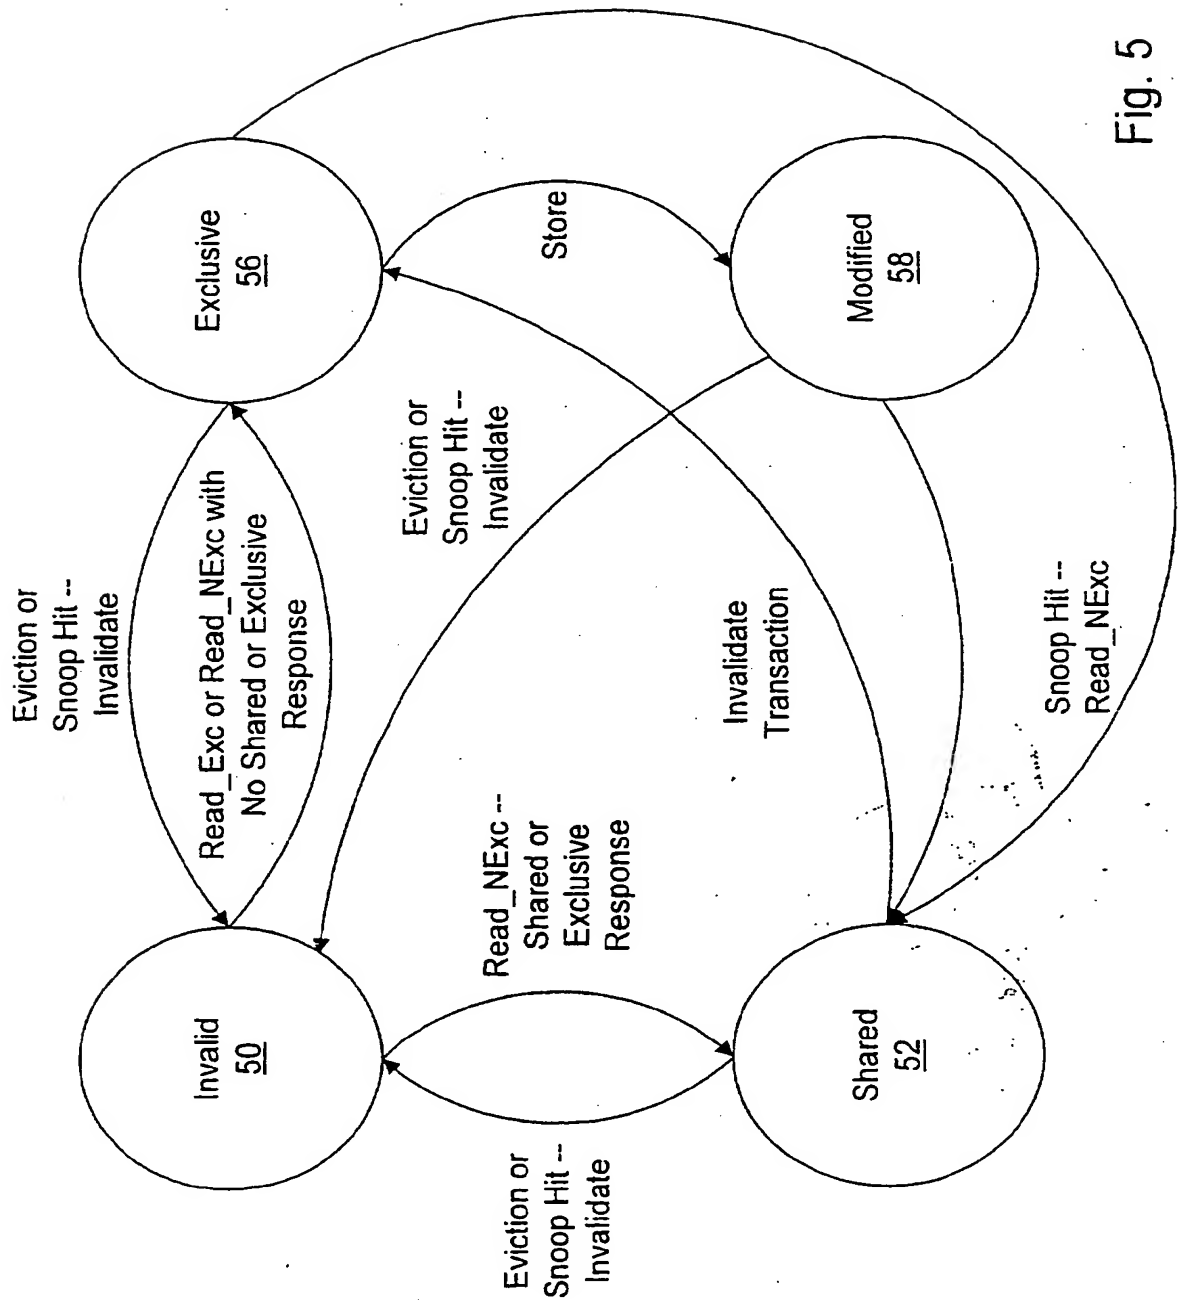 Eviction or
Snoop Hit --
Invalidate
Invalid
50
Read_Exc or Read_NExc with
No Shared or Exclusive
Response
Exclusive
56
Eviction or
Snoop Hit --
Invalidate
Eviction or
Snoop Hit --
Invalidate
Read_NExc --
Shared or
Exclusive
Response
Store
Invalidate
Transaction
Shared
52
Modified
58
Snoop Hit --
Read_NExc
Fig. 5